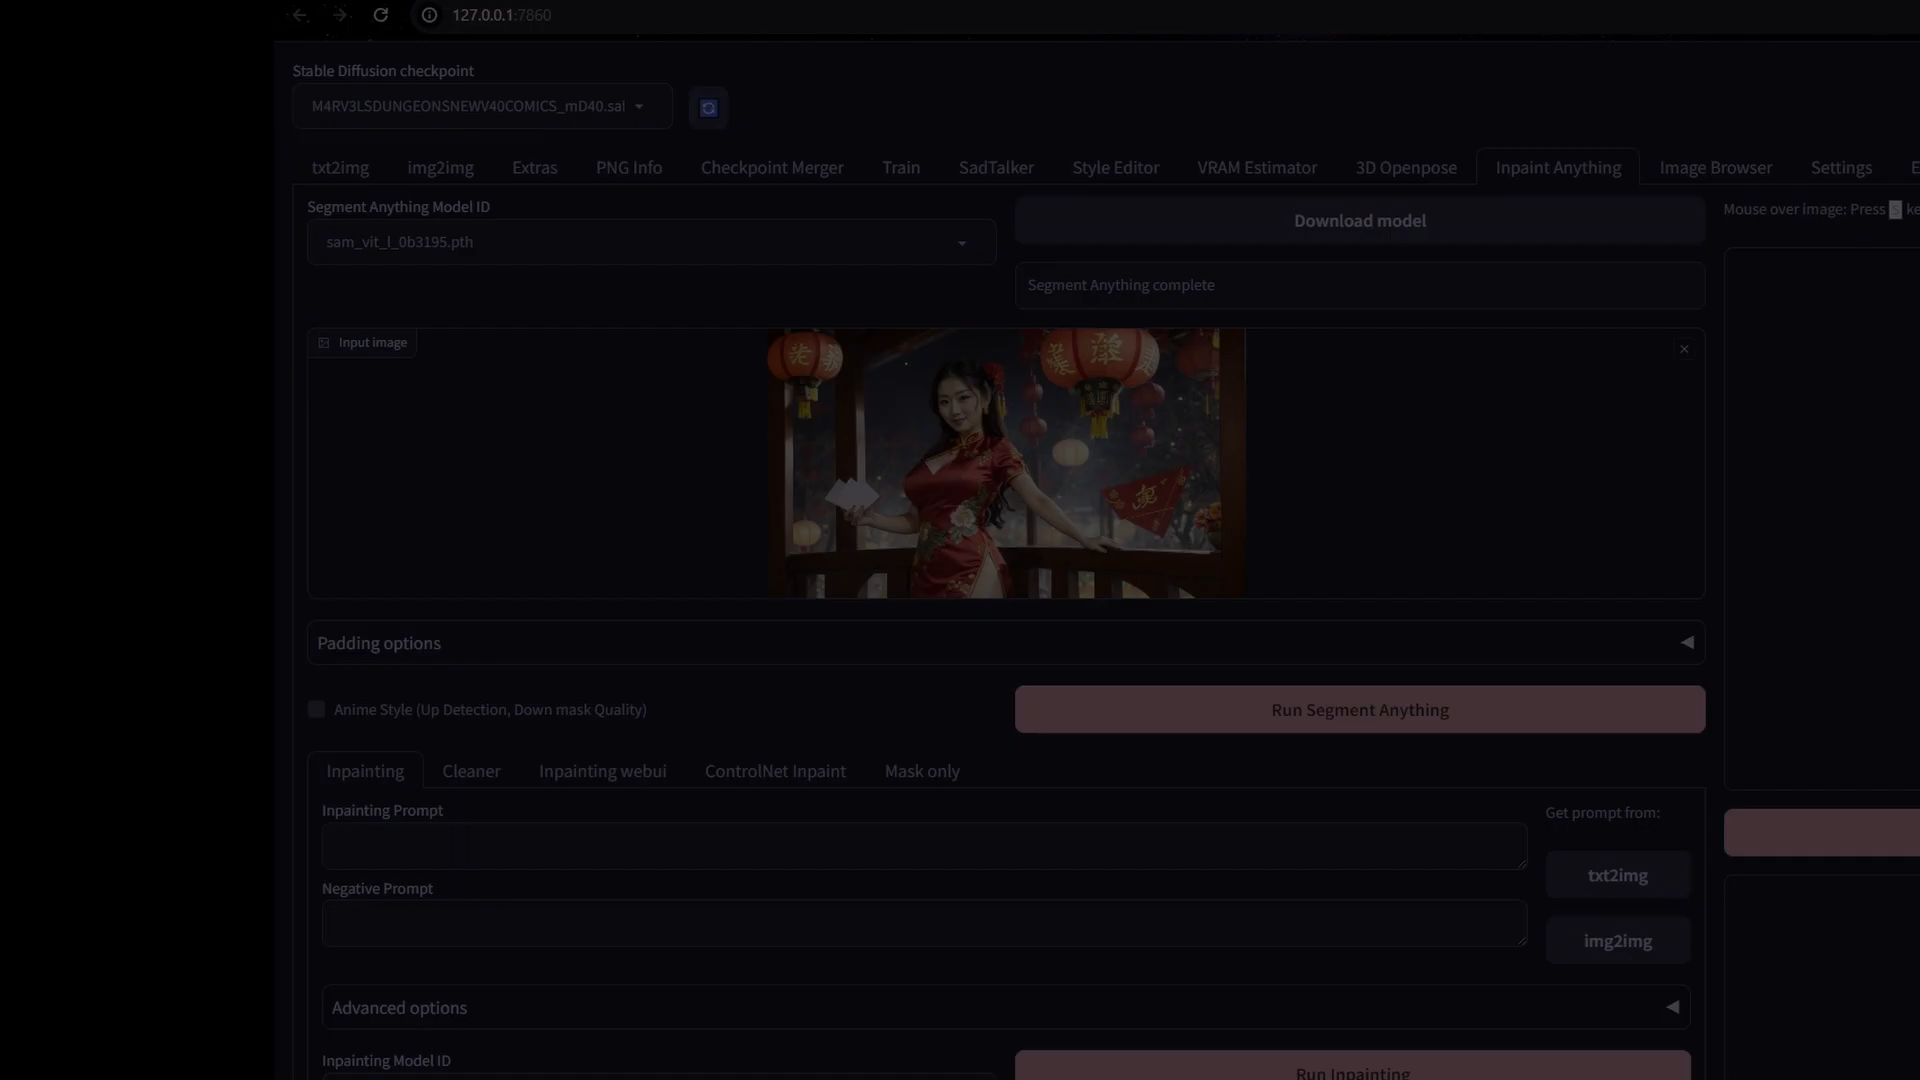 127.0.0.1:7860
Stable Diffusion checkpoint
M4RV3LSDUNGEONSNEWV40COMICS_mD40.saf
txt2img img2img Extras PNG Info Checkpoint Merger Train SadTalker Style Editor VRAM Estimator 3D Openpose Inpaint Anything Image Browser Settings E
Segment Anything Model ID
sam_vit_l_0b3195.pth
Download model
Mouse over image: Press S ke
Segment Anything complete
Input image
Padding options
Anime Style (Up Detection, Down mask Quality)
Run Segment Anything
Inpainting Cleaner Inpainting webui ControlNet Inpaint Mask only
Inpainting Prompt
Get prompt from:
txt2img
Negative Prompt
img2img
Advanced options
Inpainting Model ID
Run Inpainting